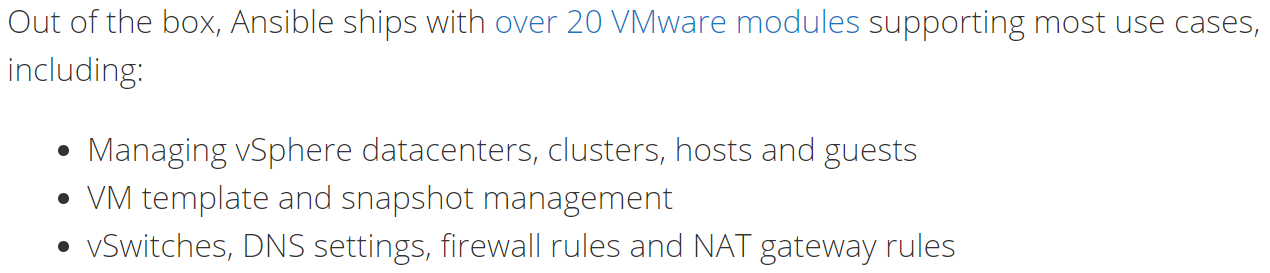 Out of the box, Ansible ships with over 20 VMware modules supporting most use cases,
including:
• Managing vSphere datacenters, clusters, hosts and guests
• VM template and snapshot management
• vSwitches, DNS settings, firewall rules and NAT gateway rules